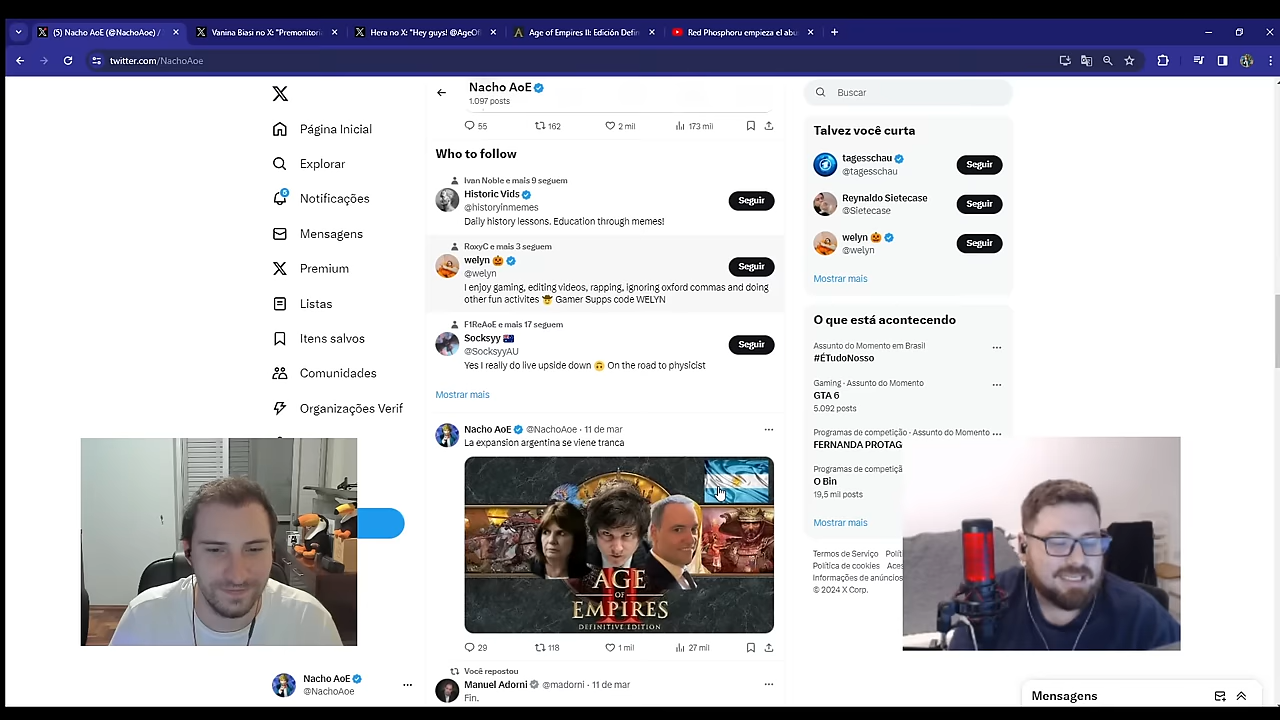 (5) Nacho AoE (@NachoAoe) /
Vanina Biasi no X: "Premonitori
Hera no X: "Hey guys! @AgeOf
Age of Empires II: Edición Defin
Red Phosphoru empieza el abu
twitter.com/NachoAoe
Nacho AoE
1.097 posts
55
162
2 mil
173 mil
Who to follow
Ivan Noble e mais 9 seguem
Historic Vids
@historyinmemes
Daily history lessons. Education through memes!
Seguir
RoxyC e mais 3 seguem
welyn 🎃
@welyn
I enjoy gaming, editing videos, rapping, ignoring oxford commas and doing
other fun activites 🤠 Gamer Supps code WELYN
Seguir
F1ReAoE e mais 17 seguem
Socksyy 🇦🇺
@SocksyyAU
Yes I really do live upside down 🙃 On the road to physicist
Seguir
Mostrar mais
Nacho AoE @NachoAoe · 11 de mar
La expansion argentina se viene tranca
AGE
OF
II
EMPIRES
DEFINITIVE EDITION
29
118
1 mil
27 mil
Você repostou
Manuel Adorni @madorni · 11 de mar
Fin.
Página Inicial
Explorar
Notificações
Mensagens
Premium
Listas
Itens salvos
Comunidades
Organizações Verif
Nacho AoE
@NachoAoe
Buscar
Talvez você curta
tagesschau
@tagesschau
Seguir
Reynaldo Sietecase
@Sietecase
Seguir
welyn 🎃
@welyn
Seguir
Mostrar mais
O que está acontecendo
Assunto do Momento em Brasil
#ÉTudoNosso
Gaming · Assunto do Momento
GTA 6
5.092 posts
Programas de competição · Assunto do Momento
FERNANDA PROTAG
Programas de competiçã
O Bin
19,5 mil posts
Mostrar mais
Termos de Serviço Polít
Política de cookies Aces
Informações de anúncios
© 2024 X Corp.
Mensagens